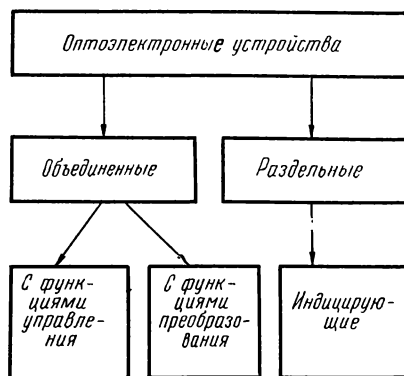 Оптоэлектронные устройства
Объединенные
Раздельные
С функ-
циями
управле-
ния
С функ-
циями
преобразо-
вания
Индицирую-
щие